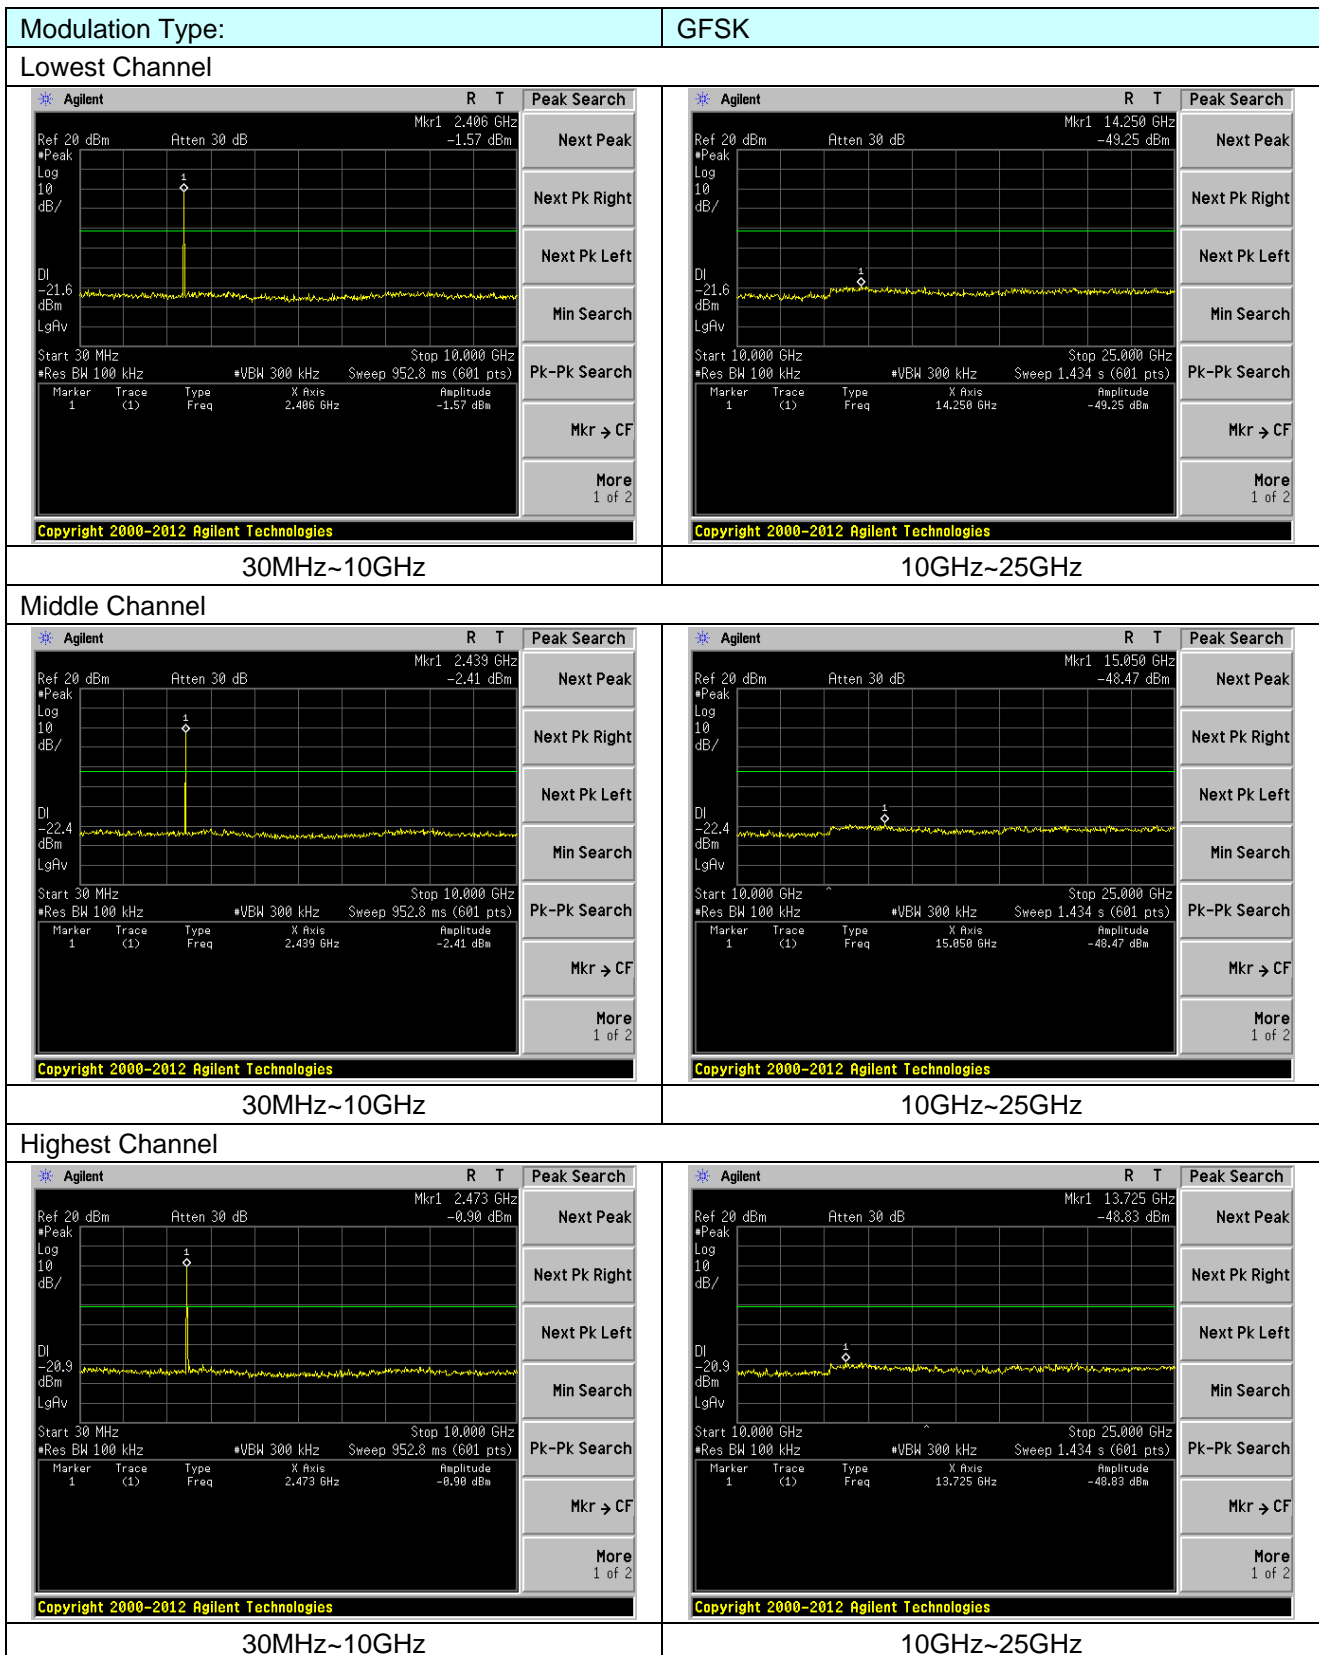 Modulation Type: GFSK
Lowest Channel
Agilent R T Peak Search
Mkr1 2.406 GHz
Ref 20 dBm Atten 30 dB -1.57 dBm
#Peak
Log
10
dB/
1
DI
-21.6
dBm
LgAv
Start 30 MHz Stop 10.000 GHz
#Res BW 100 kHz #VBW 300 kHz Sweep 952.8 ms (601 pts)
Marker Trace Type X Axis Amplitude
1 (1) Freq 2.406 GHz -1.57 dBm
Next Peak
Next Pk Right
Next Pk Left
Min Search
Pk-Pk Search
Mkr → CF
More
1 of 2
Copyright 2000-2012 Agilent Technologies
Agilent R T Peak Search
Mkr1 14.250 GHz
Ref 20 dBm Atten 30 dB -49.25 dBm
#Peak
Log
10
dB/
1
DI
-21.6
dBm
LgAv
Start 10.000 GHz Stop 25.000 GHz
#Res BW 100 kHz #VBW 300 kHz Sweep 1.434 s (601 pts)
Marker Trace Type X Axis Amplitude
1 (1) Freq 14.250 GHz -49.25 dBm
Next Peak
Next Pk Right
Next Pk Left
Min Search
Pk-Pk Search
Mkr → CF
More
1 of 2
Copyright 2000-2012 Agilent Technologies
30MHz~10GHz 10GHz~25GHz
Middle Channel
Agilent R T Peak Search
Mkr1 2.439 GHz
Ref 20 dBm Atten 30 dB -2.41 dBm
#Peak
Log
10
dB/
1
DI
-22.4
dBm
LgAv
Start 30 MHz Stop 10.000 GHz
#Res BW 100 kHz #VBW 300 kHz Sweep 952.8 ms (601 pts)
Marker Trace Type X Axis Amplitude
1 (1) Freq 2.439 GHz -2.41 dBm
Next Peak
Next Pk Right
Next Pk Left
Min Search
Pk-Pk Search
Mkr → CF
More
1 of 2
Copyright 2000-2012 Agilent Technologies
Agilent R T Peak Search
Mkr1 15.050 GHz
Ref 20 dBm Atten 30 dB -48.47 dBm
#Peak
Log
10
dB/
1
DI
-22.4
dBm
LgAv
Start 10.000 GHz ^ Stop 25.000 GHz
#Res BW 100 kHz #VBW 300 kHz Sweep 1.434 s (601 pts)
Marker Trace Type X Axis Amplitude
1 (1) Freq 15.050 GHz -48.47 dBm
Next Peak
Next Pk Right
Next Pk Left
Min Search
Pk-Pk Search
Mkr → CF
More
1 of 2
Copyright 2000-2012 Agilent Technologies
30MHz~10GHz 10GHz~25GHz
Highest Channel
Agilent R T Peak Search
Mkr1 2.473 GHz
Ref 20 dBm Atten 30 dB -0.90 dBm
#Peak
Log
10
dB/
1
DI
-20.9
dBm
LgAv
Start 30 MHz Stop 10.000 GHz
#Res BW 100 kHz #VBW 300 kHz Sweep 952.8 ms (601 pts)
Marker Trace Type X Axis Amplitude
1 (1) Freq 2.473 GHz -0.90 dBm
Next Peak
Next Pk Right
Next Pk Left
Min Search
Pk-Pk Search
Mkr → CF
More
1 of 2
Copyright 2000-2012 Agilent Technologies
Agilent R T Peak Search
Mkr1 13.725 GHz
Ref 20 dBm Atten 30 dB -48.83 dBm
#Peak
Log
10
dB/
1
DI
-20.9
dBm
LgAv
Start 10.000 GHz ^ Stop 25.000 GHz
#Res BW 100 kHz #VBW 300 kHz Sweep 1.434 s (601 pts)
Marker Trace Type X Axis Amplitude
1 (1) Freq 13.725 GHz -48.83 dBm
Next Peak
Next Pk Right
Next Pk Left
Min Search
Pk-Pk Search
Mkr → CF
More
1 of 2
Copyright 2000-2012 Agilent Technologies
30MHz~10GHz 10GHz~25GHz